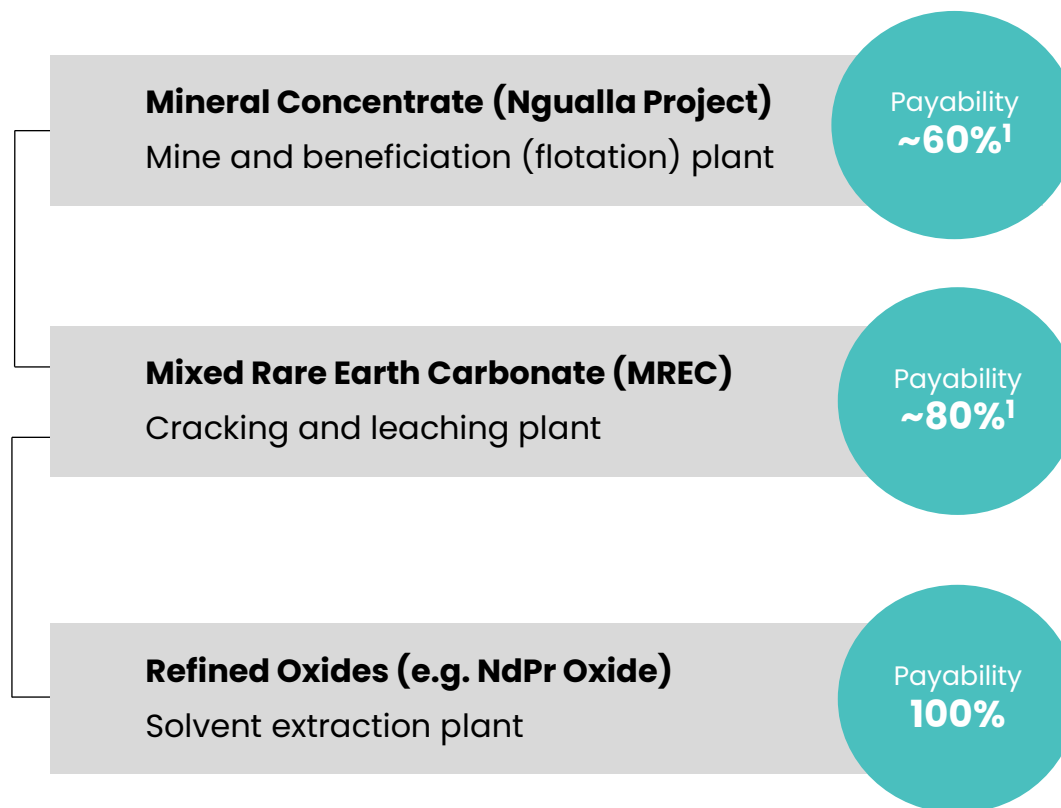 Mineral Concentrate (Ngualla Project)
Mine and beneficiation (flotation) plant
Payability
~60%¹
Mixed Rare Earth Carbonate (MREC)
Cracking and leaching plant
Payability
~80%¹
Refined Oxides (e.g. NdPr Oxide)
Solvent extraction plant
Payability
100%